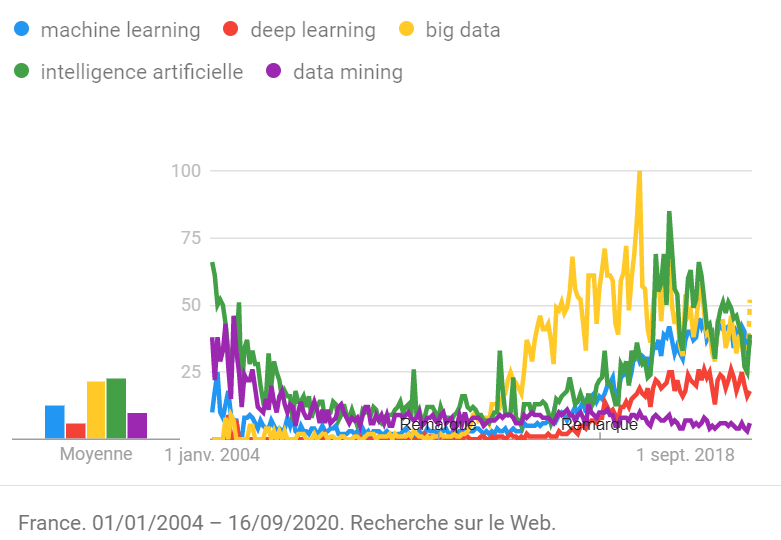 machine learning deep learning big data
intelligence artificielle data mining
100
75
50
25
Remarque Remarque
Moyenne 1 janv. 2004 1 sept. 2018
France. 01/01/2004 – 16/09/2020. Recherche sur le Web.